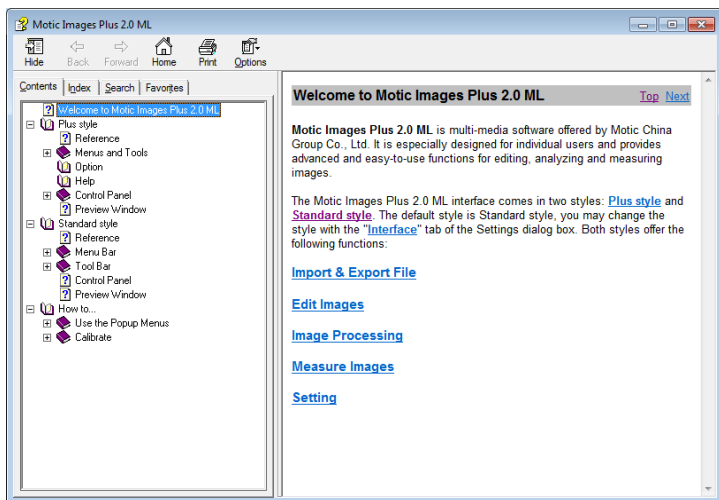 Motic Images Plus 2.0 ML
Hide Back Forward Home Print Options
Contents Index Search Favorites
Welcome to Motic Images Plus 2.0 ML
Plus style
Reference
Menus and Tools
Option
Help
Control Panel
Preview Window
Standard style
Reference
Menu Bar
Tool Bar
Control Panel
Preview Window
How to...
Use the Popup Menus
Calibrate
Welcome to Motic Images Plus 2.0 ML Top Next
Motic Images Plus 2.0 ML is multi-media software offered by Motic China
Group Co., Ltd. It is especially designed for individual users and provides
advanced and easy-to-use functions for editing, analyzing and measuring
images.
The Motic Images Plus 2.0 ML interface comes in two styles: Plus style and
Standard style. The default style is Standard style, you may change the
style with the "Interface" tab of the Settings dialog box. Both styles offer the
following functions:
Import & Export File
Edit Images
Image Processing
Measure Images
Setting